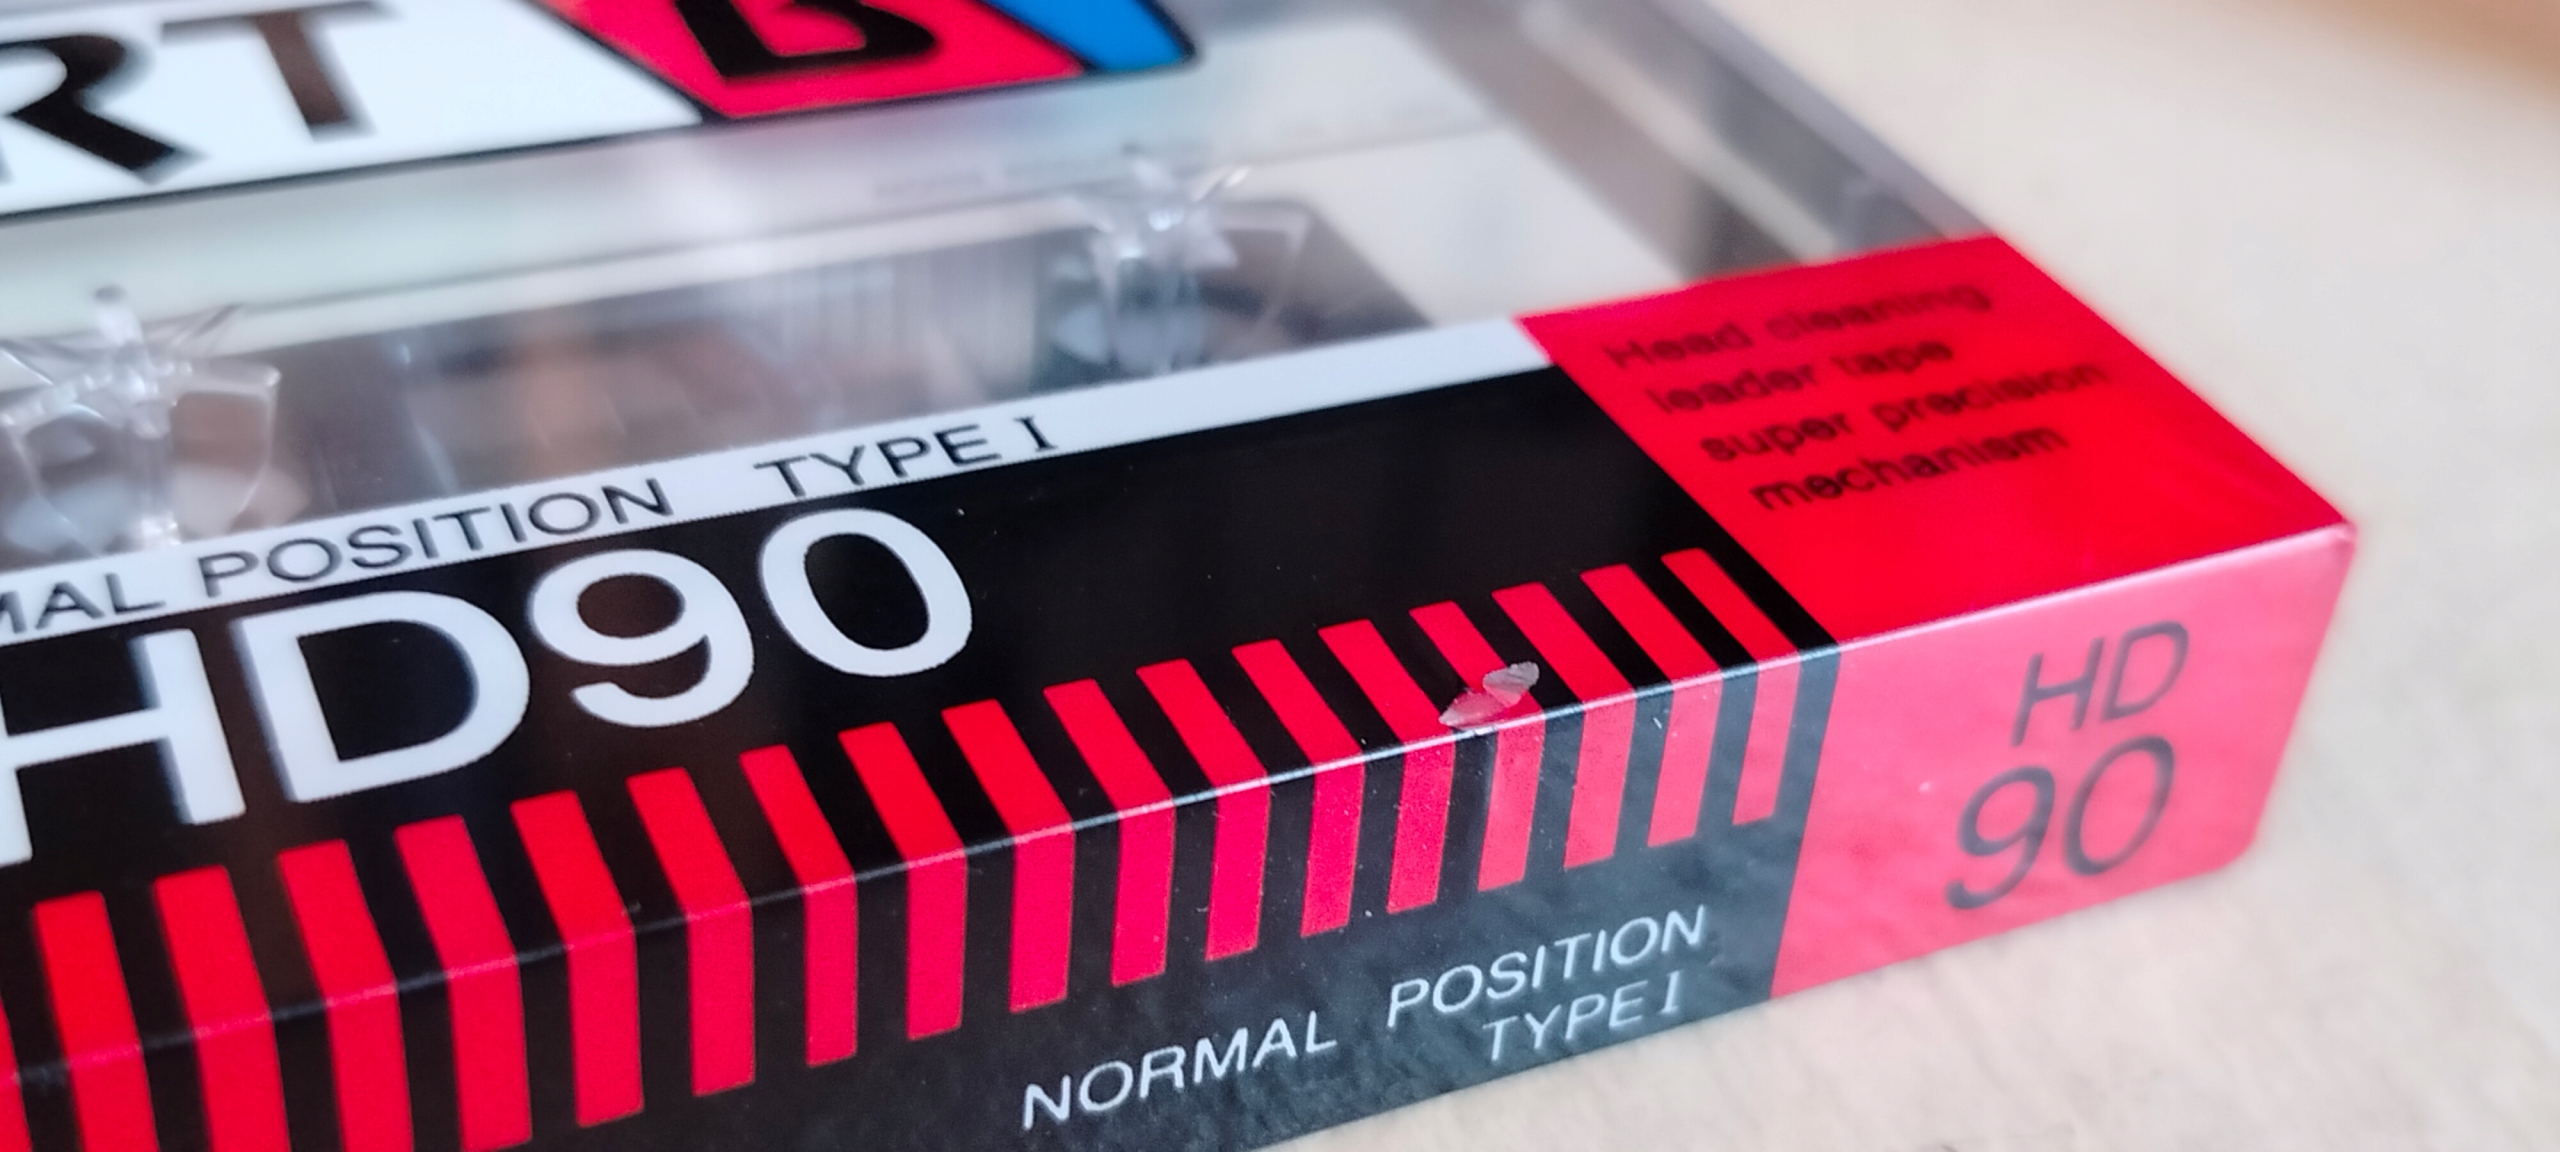 RT B
Head cleaning
leader tape
super precision
mechanism
MAL POSITION TYPE I
HD90
HD
90
NORMAL POSITION
TYPE I